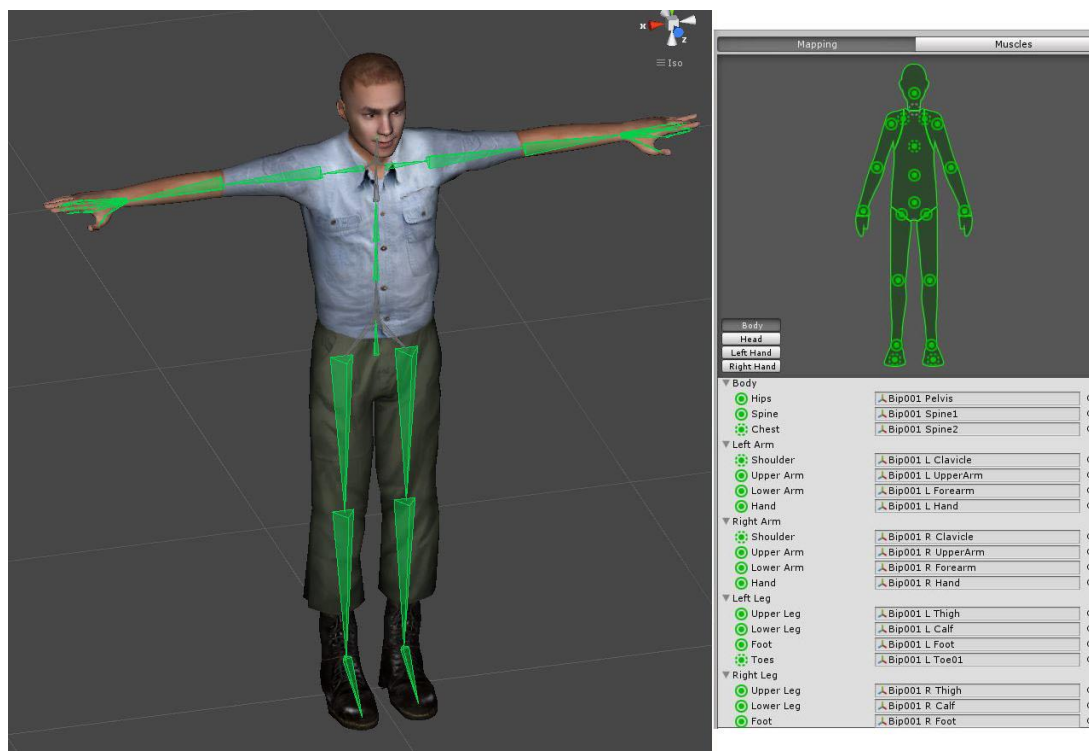 x
z
Iso
Mapping Muscles
Body
Head
Left Hand
Right Hand
Body
Hips Bip001 Pelvis
Spine Bip001 Spine1
Chest Bip001 Spine2
Left Arm
Shoulder Bip001 L Clavicle
Upper Arm Bip001 L UpperArm
Lower Arm Bip001 L Forearm
Hand Bip001 L Hand
Right Arm
Shoulder Bip001 R Clavicle
Upper Arm Bip001 R UpperArm
Lower Arm Bip001 R Forearm
Hand Bip001 R Hand
Left Leg
Upper Leg Bip001 L Thigh
Lower Leg Bip001 L Calf
Foot Bip001 L Foot
Toes Bip001 L Toe01
Right Leg
Upper Leg Bip001 R Thigh
Lower Leg Bip001 R Calf
Foot Bip001 R Foot